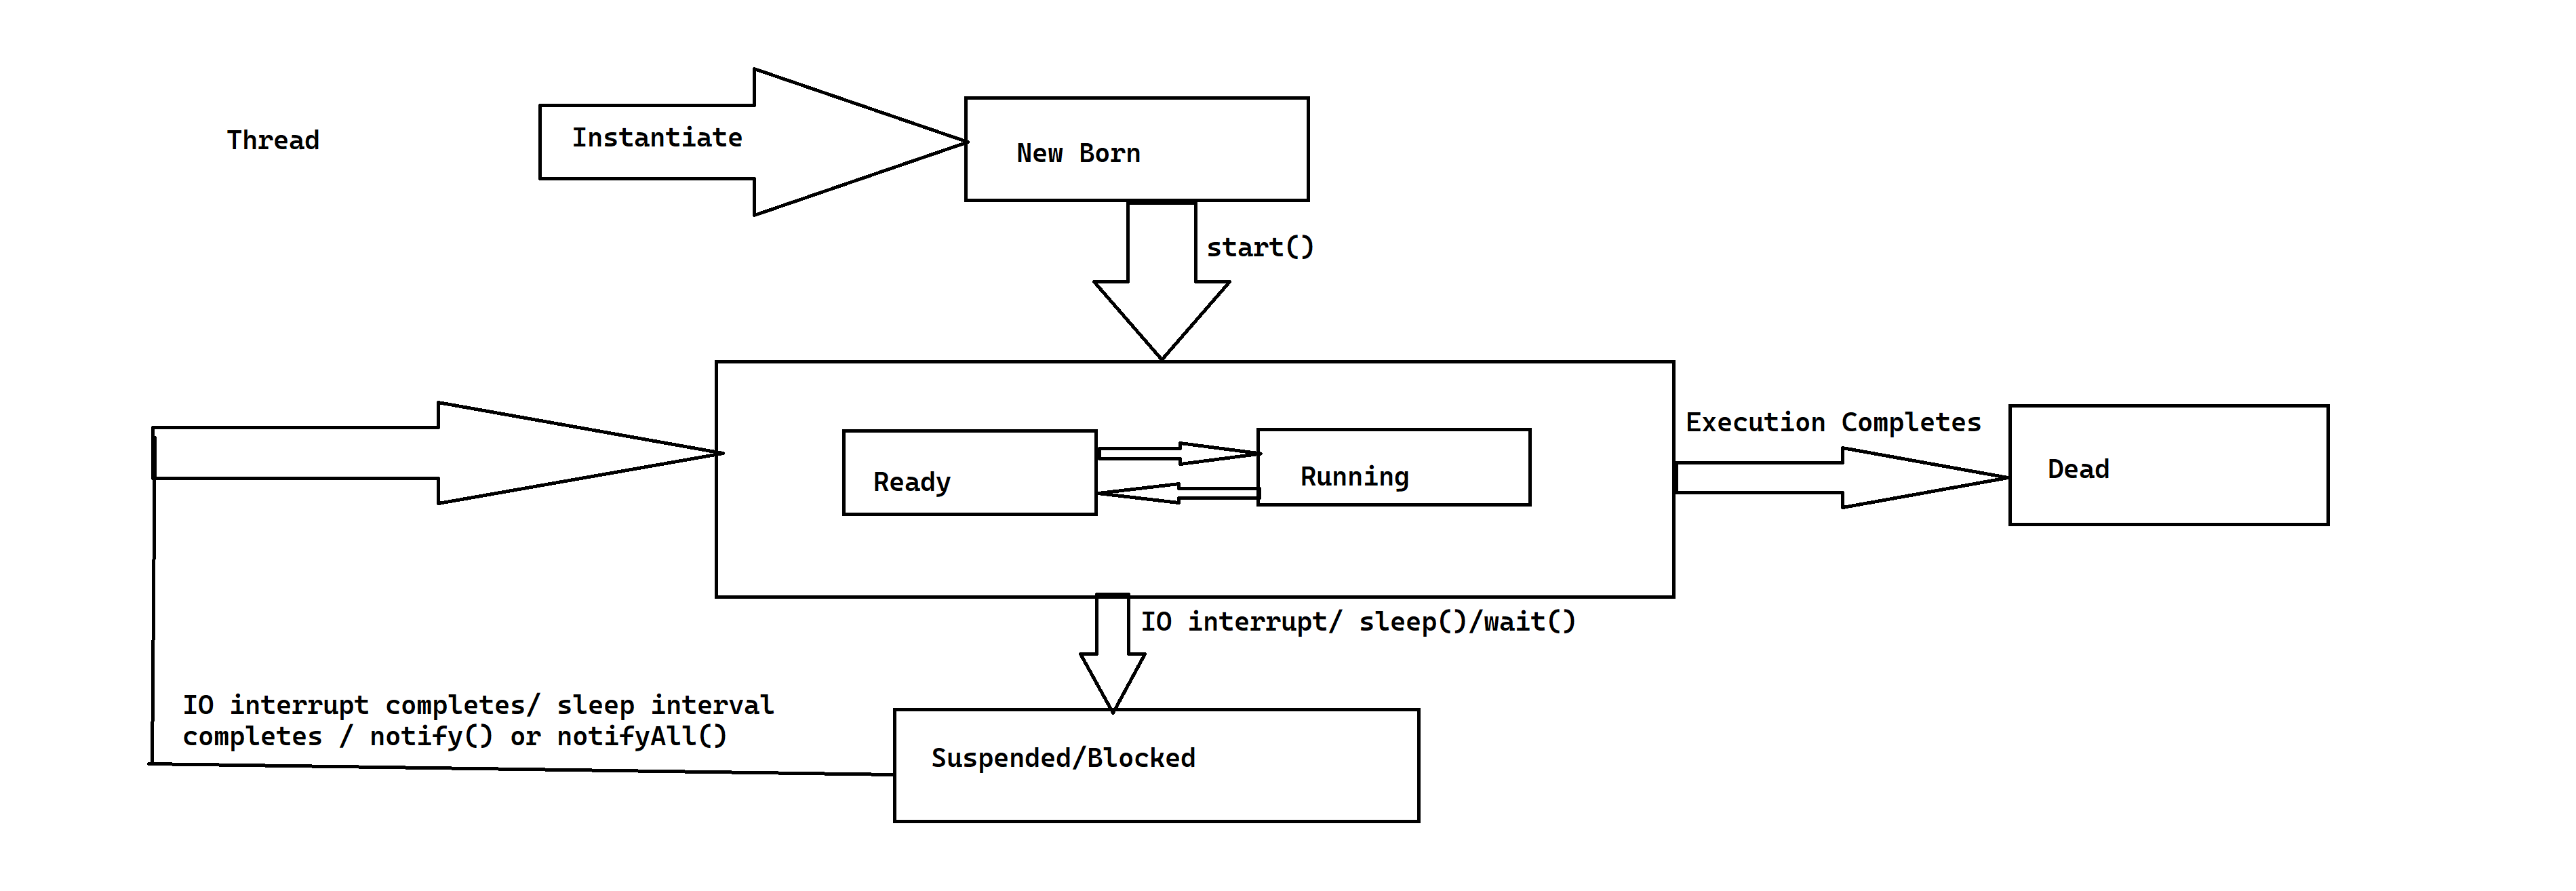 Thread
Instantiate
New Born
start()
Execution Completes
Ready
Running
Dead
IO interrupt/ sleep()/wait()
IO interrupt completes/ sleep interval
completes / notify() or notifyAll()
Suspended/Blocked